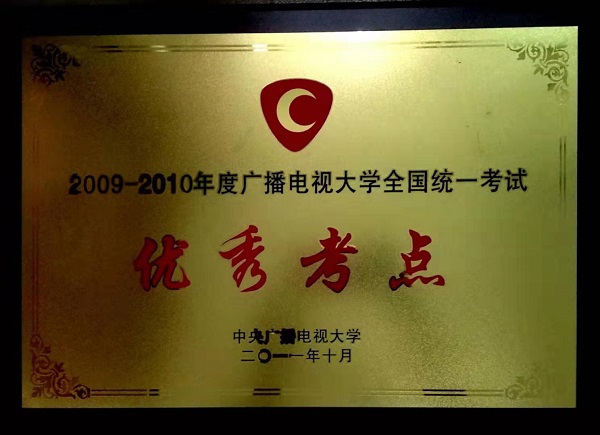 2009-2010年度广播电视大学全国统一考试
优秀考点
中央广播电视大学
二〇一一年十月